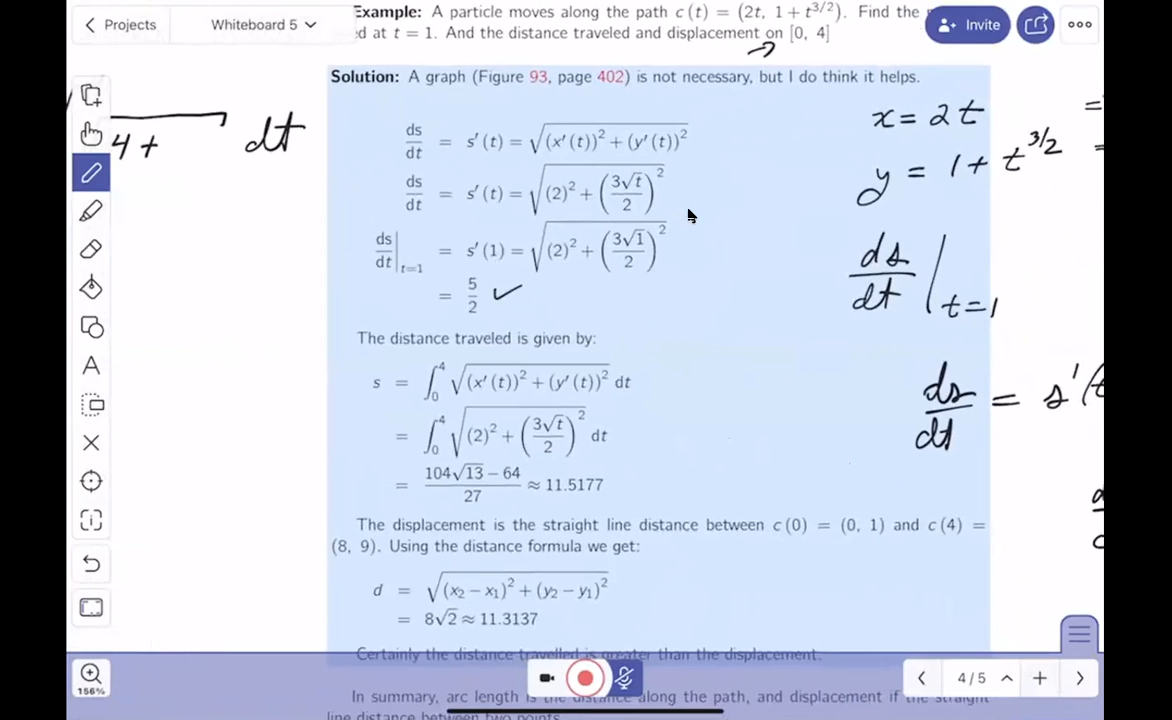 Projects
Whiteboard 5
Example: A particle moves along the path c(t) = (2t, 1 + t^{3/2}). Find the
d at t = 1. And the distance traveled and displacement on [0, 4]
Invite
Solution: A graph (Figure 93, page 402) is not necessary, but I do think it helps.
ds/dt = s′(t) = √((x′(t))² + (y′(t))²)
ds/dt = s′(t) = √((2)² + (3√t/2)²)
ds/dt|_{t=1} = s′(1) = √((2)² + (3√1/2)²)
= 5/2 ✓
The distance traveled is given by:
s = ∫₀⁴ √((x′(t))² + (y′(t))²) dt
= ∫₀⁴ √((2)² + (3√t/2)²) dt
= (104√13 − 64)/27 ≈ 11.5177
The displacement is the straight line distance between c(0) = (0, 1) and c(4) =
(8, 9). Using the distance formula we get:
d = √((x₂ − x₁)² + (y₂ − y₁)²)
= 8√2 ≈ 11.3137
Certainly the distance travelled is greater than the displacement.
In summary, arc length is the distance along the path, and displacement if the straight
line distance between two points.
4 + dt
x = 2t
=
y = 1 + t^{3/2}
=
ds/dt|_{t=1}
ds/dt = s′(t
A
156%
4/5